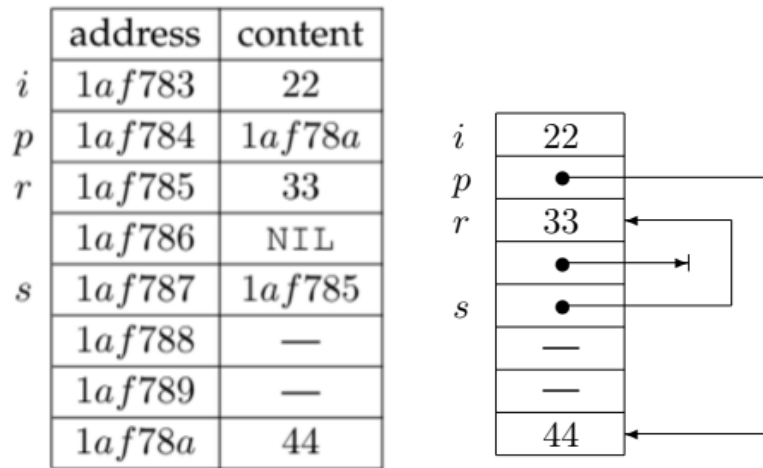 address content
i 1af783 22
p 1af784 1af78a
r 1af785 33
1af786 NIL
s 1af787 1af785
1af788 —
1af789 —
1af78a 44
i 22
p
r 33
s
—
—
44